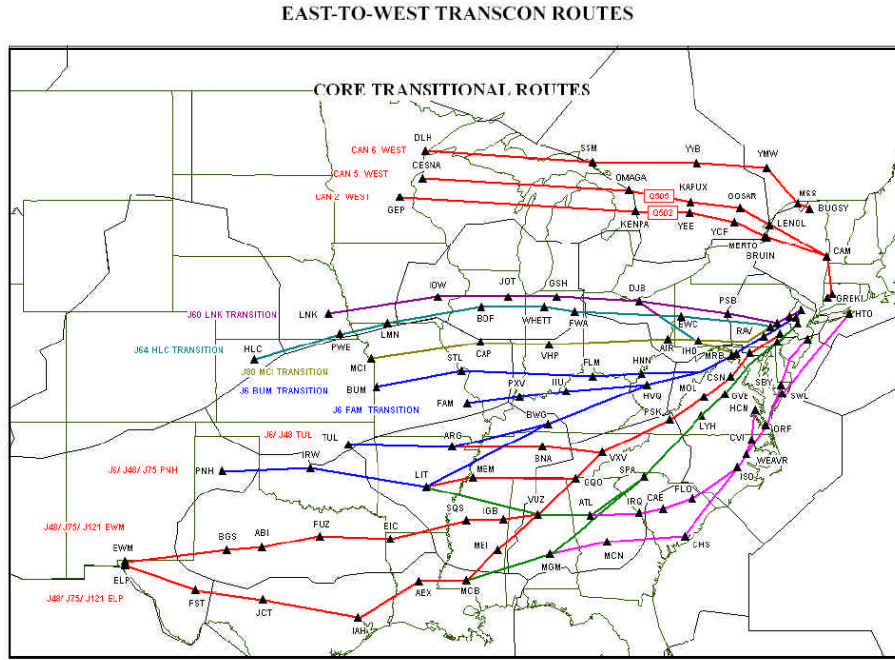 EAST-TO-WEST TRANSCON ROUTES
CORE TRANSITIONAL ROUTES
DLH
CAN 6 WEST
SSM
YYB
YMW
CESNA
CAN 5 WEST
OMAGA
KAFUX
MSS
CAN 2 WEST
GEP
Q505
OOSAR
BUGSY
KENPA
Q502
YEE
YCF
LENOL
MERTO
BRUIN
CAM
IOW
JOT
GSH
DJB
PSB
GREKI
J60 LNK TRANSITION
LNK
BDF
WHETT
FWA
EWC
RAV
HTO
LMN
PWE
J64 HLC TRANSITION
HLC
CAP
VHP
AIR
IHD
MRB
J80 MCI TRANSITION
MCI
STL
FLM
HNN
J6 BUM TRANSITION
BUM
PXV
IIU
HVQ
MOL
CSN
SBY
SWL
J6 FAM TRANSITION
FAM
BWG
PSK
GVE
HCM
LYH
ORF
J6/ J48 TUL
TUL
ARG
BNA
VXV
CVI
WEAVR
IRW
J6/ J48/ J75 PNH
PNH
LIT
MEM
GQO
SPA
ISO
FLO
SQS
IGB
VUZ
ATL
IRQ
CAE
J48/ J75/ J121 EWM
FUZ
EIC
BGS
ABI
EWM
MEI
MGM
MCN
CHS
ELP
J48/ J75/ J121 ELP
FST
JCT
IAH
AEX
MCB